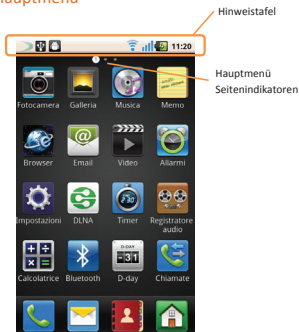 Hauptmenü
Hinweistafel
11:20
1
Hauptmenü
Seitenindikatoren
Fotocamera Galleria Musica Memo
Browser Email Video Allarmi
Impostazioni DLNA Timer Registratore
audio
D-DAY
-31
Calcolatrice Bluetooth D-day Chiamate